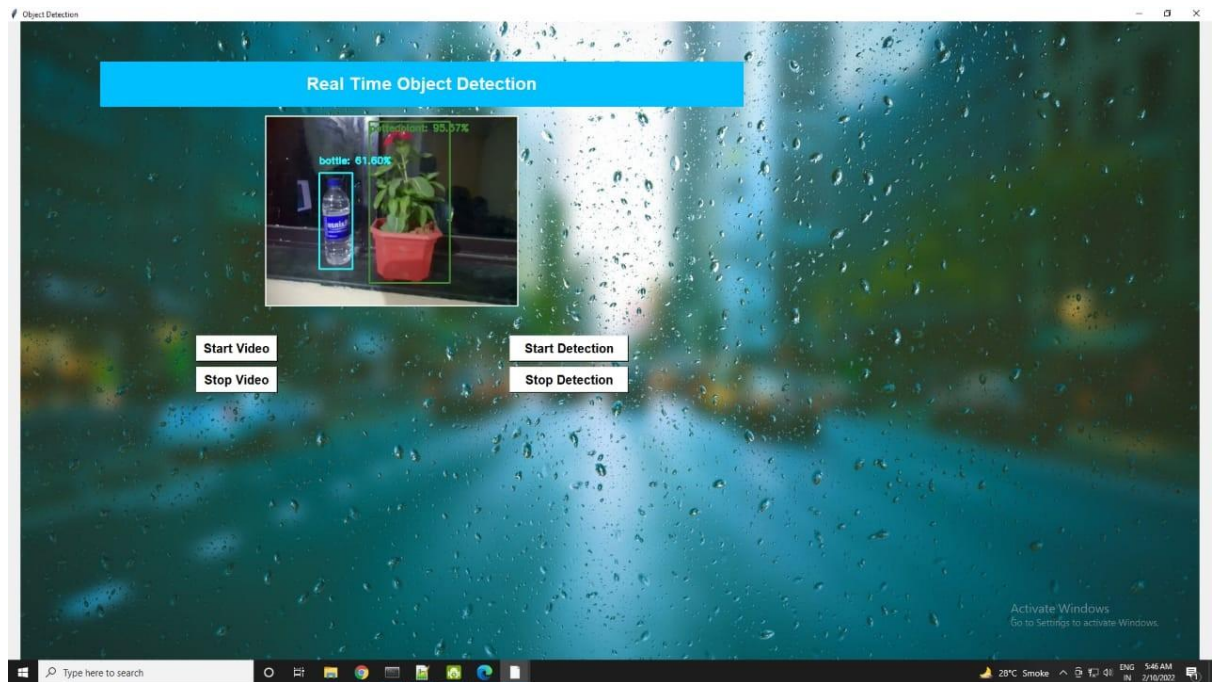 Object Detection
Real Time Object Detection
pottedplant: 95.57%
bottle: 61.60%
Start Video
Start Detection
Stop Video
Stop Detection
Activate Windows
Go to Settings to activate Windows.
Type here to search
28°C Smoke
ENG
IN
5:46 AM
2/10/2022